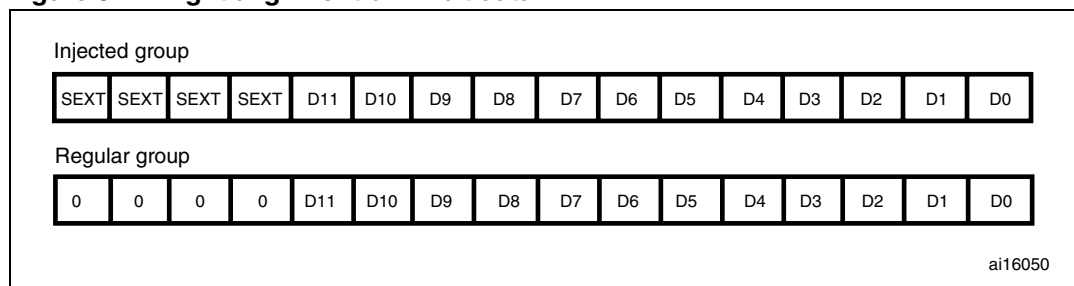 Injected group
SEXT SEXT SEXT SEXT D11 D10 D9 D8 D7 D6 D5 D4 D3 D2 D1 D0
Regular group
0 0 0 0 D11 D10 D9 D8 D7 D6 D5 D4 D3 D2 D1 D0
ai16050